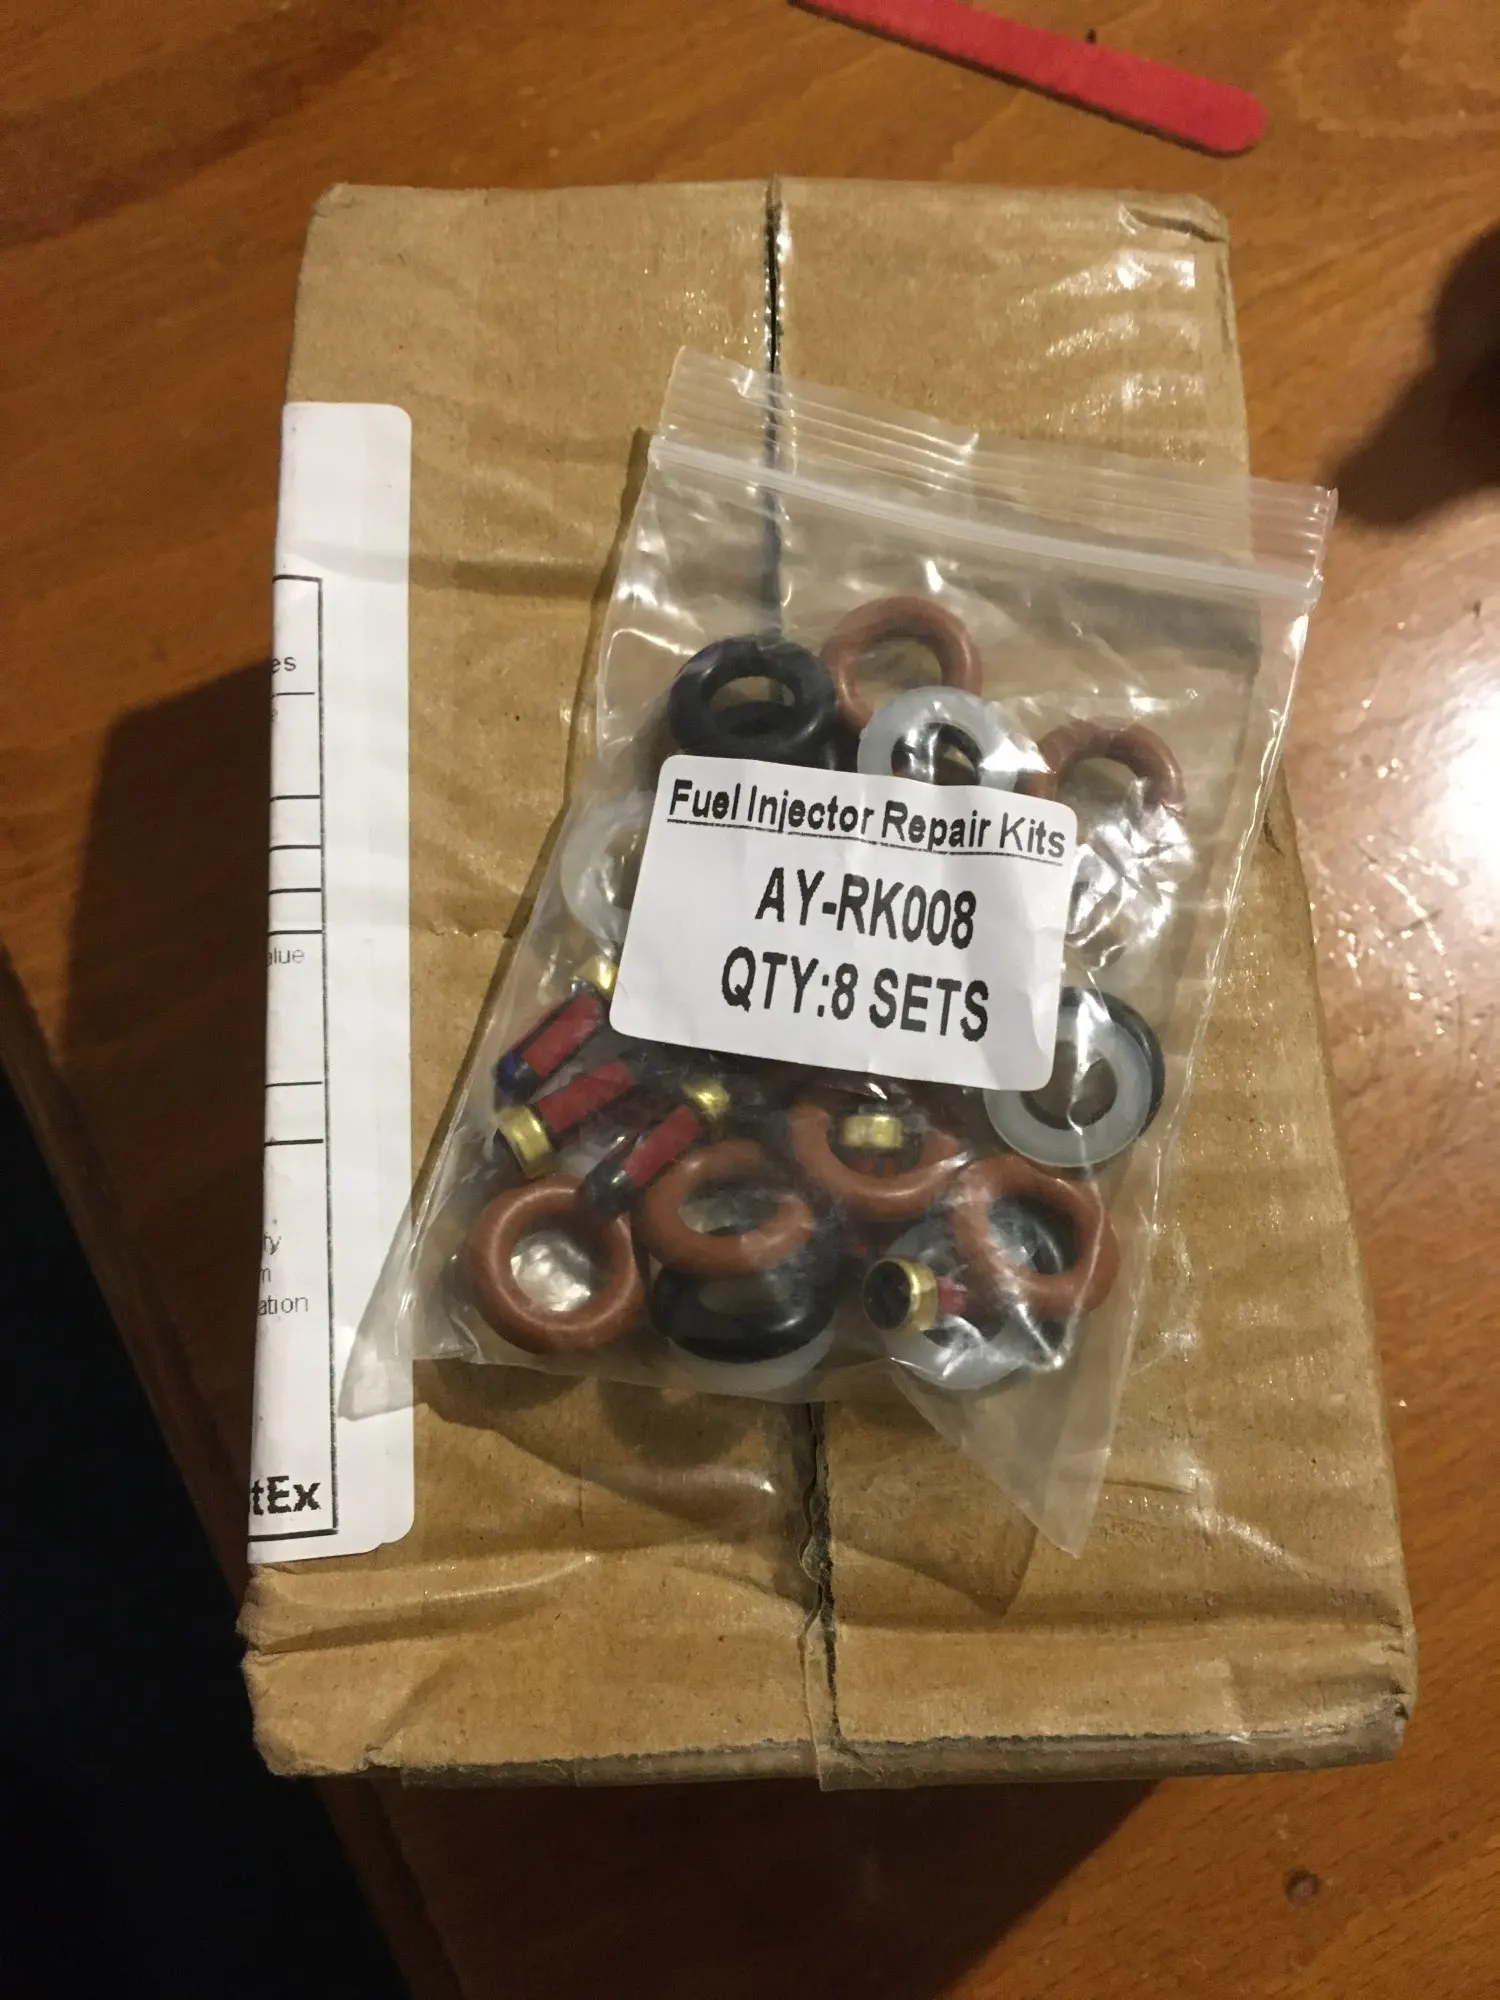 Fuel Injector Repair Kits
AY-RK008
QTY:8 SETS
es
alue
ation
tEx